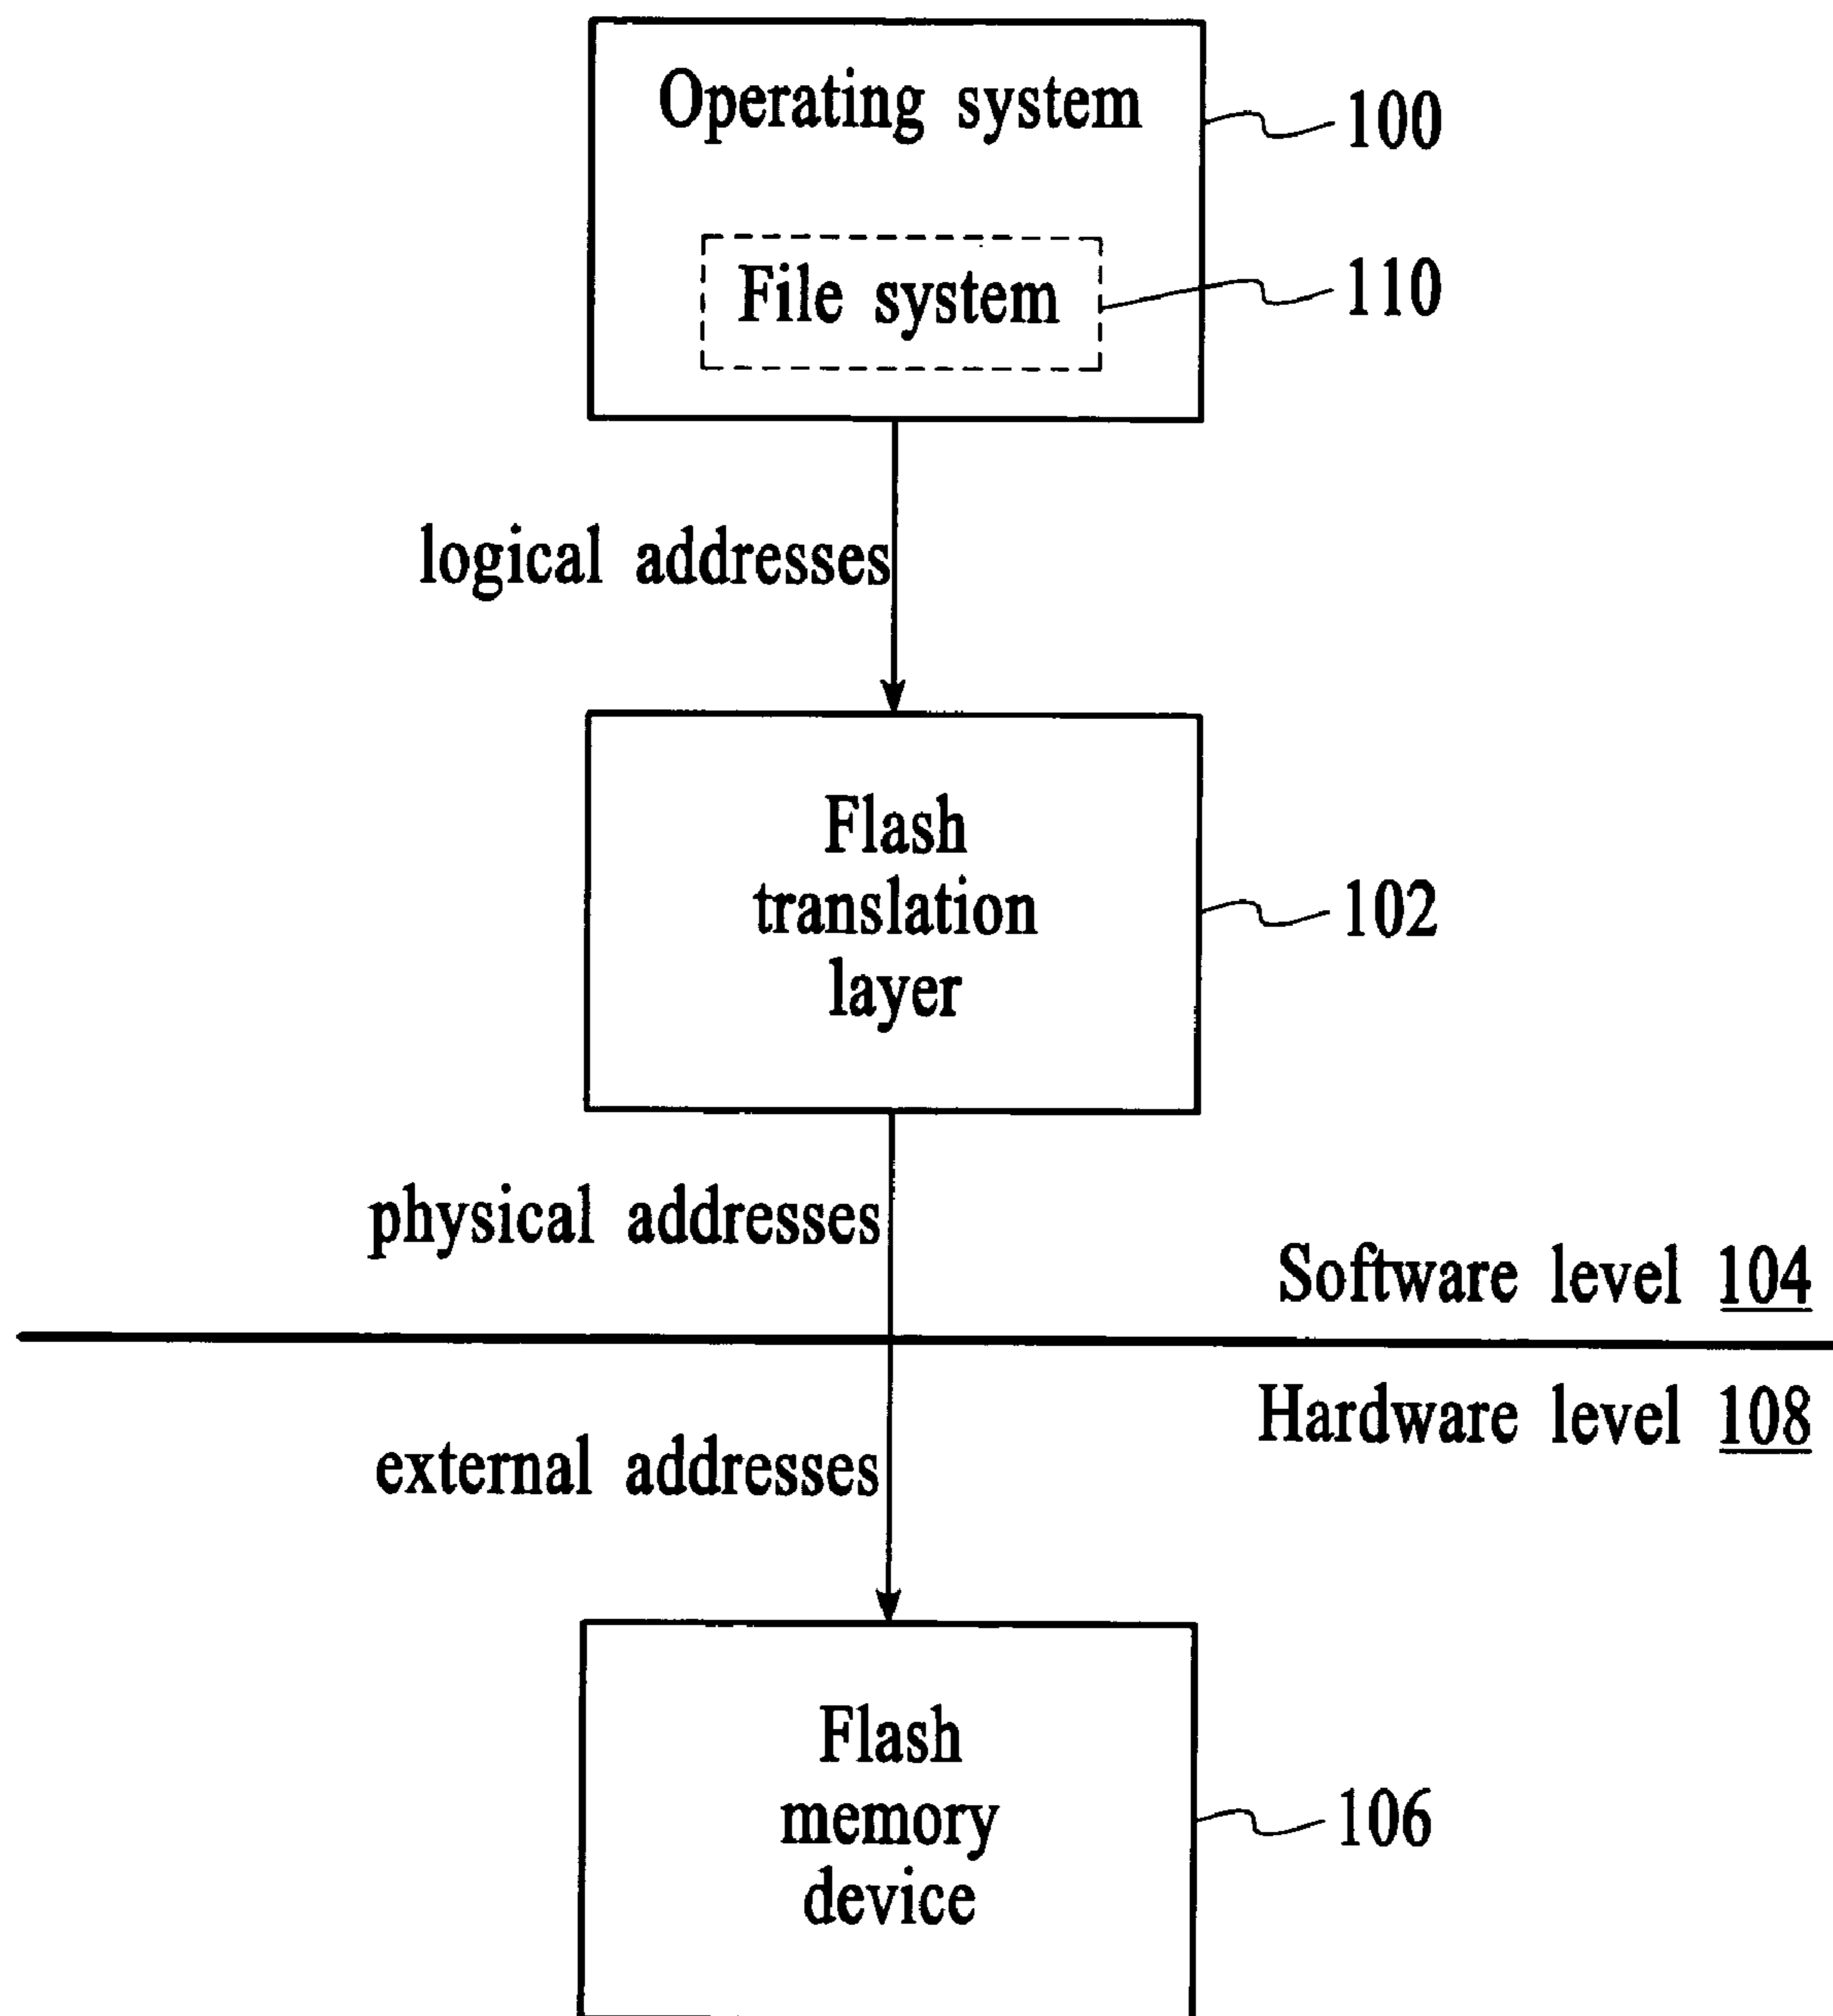 Operating system
100
File system
110
logical addresses
Flash
translation
layer
102
physical addresses
Software level 104
Hardware level 108
external addresses
Flash
memory
device
106